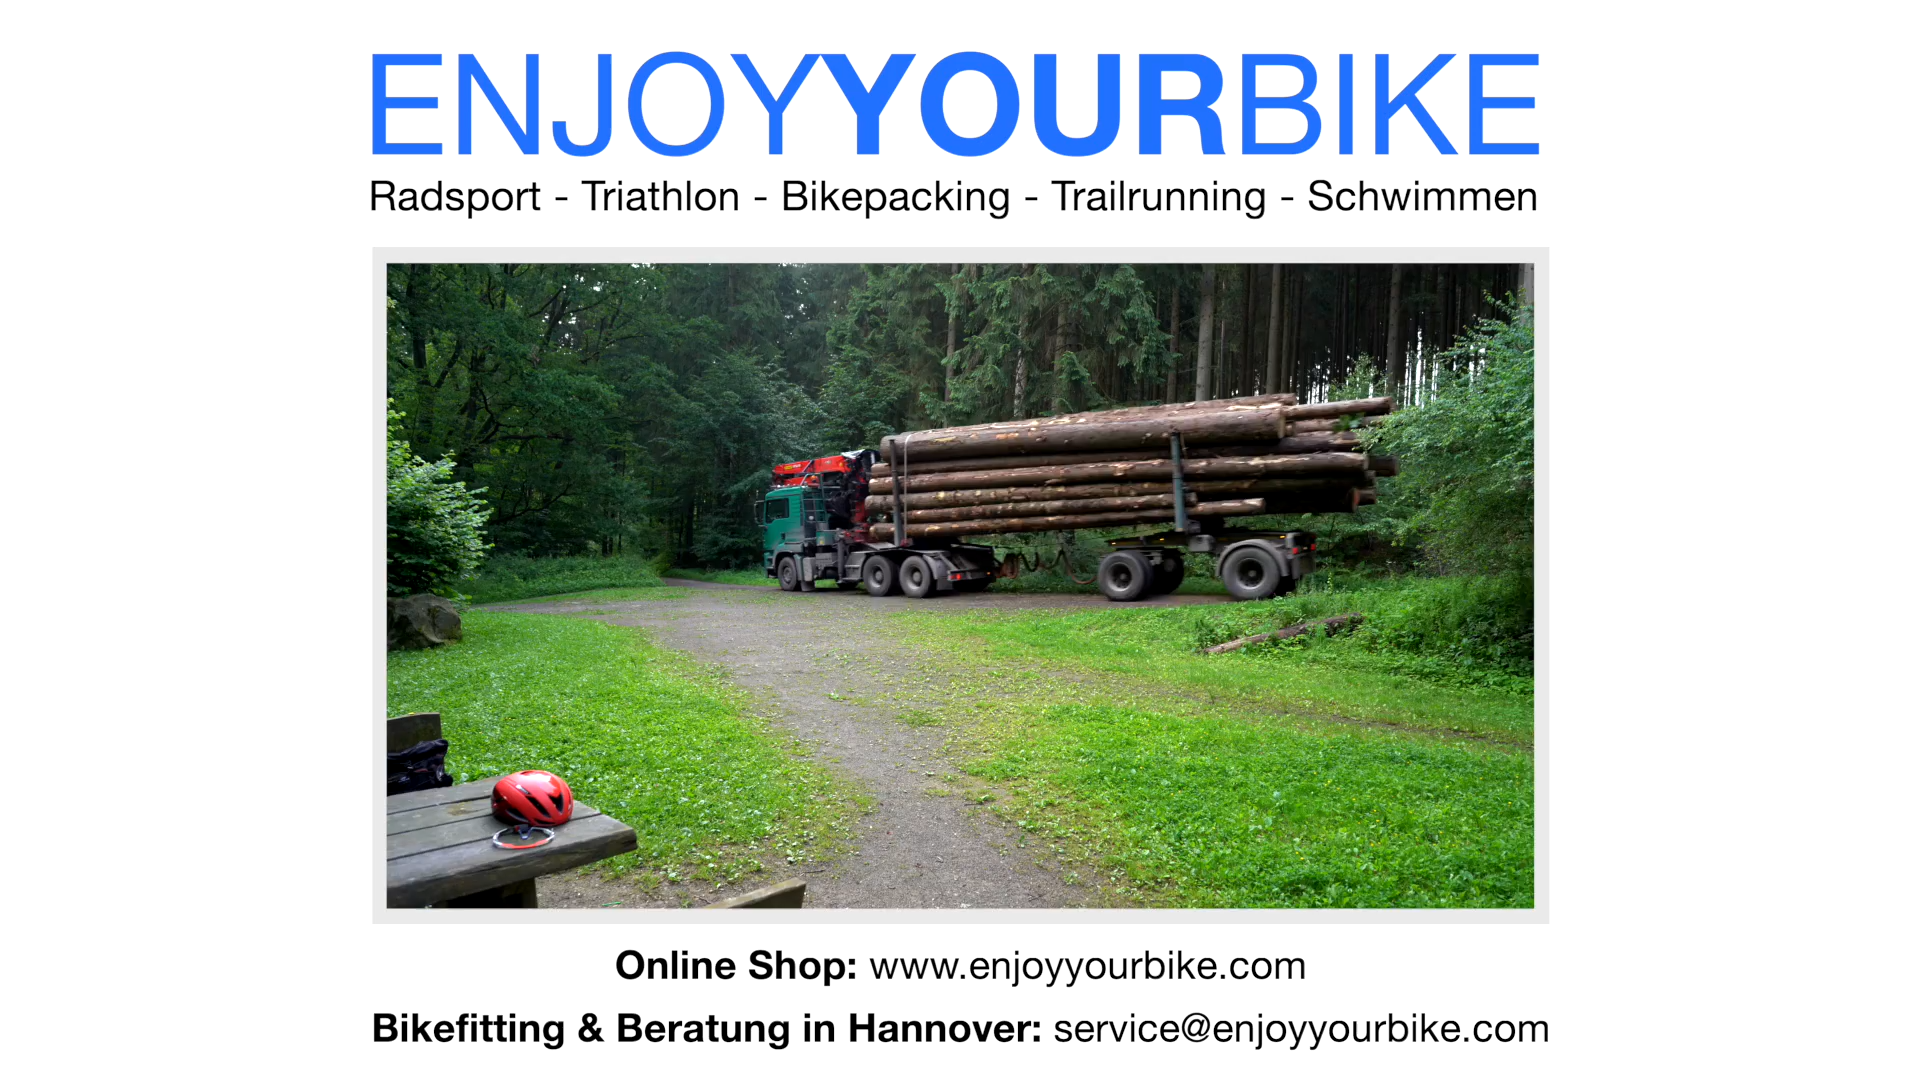 ENJOYYOURBIKE
Radsport - Triathlon - Bikepacking - Trailrunning - Schwimmen
Online Shop: www.enjoyyourbike.com
Bikefitting & Beratung in Hannover: service@enjoyyourbike.com